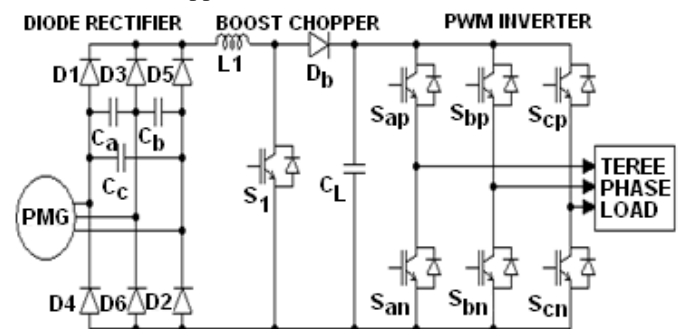 DIODE RECTIFIER BOOST CHOPPER PWM INVERTER
D1 D3 D5 L1 Db
Ca Cb
Cc
Sap Sbp Scp
S1 CL
TEREE
PHASE
LOAD
PMG
D4 D6 D2
San Sbn Scn